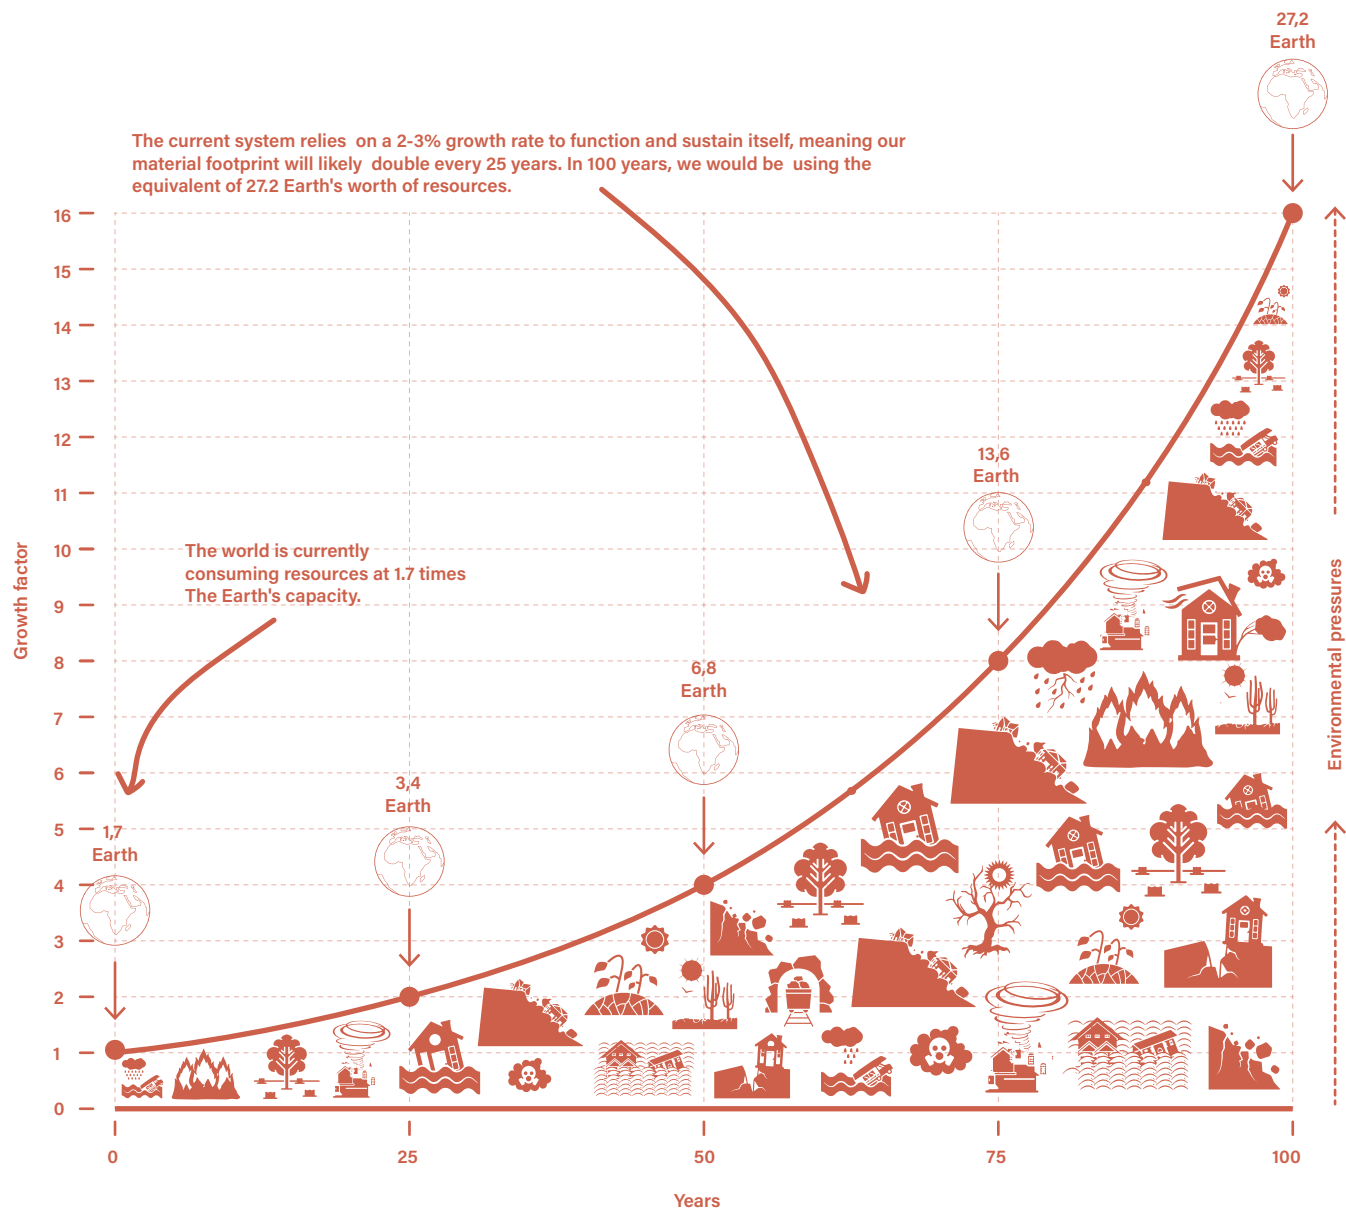 27,2
Earth
The current system relies on a 2-3% growth rate to function and sustain itself, meaning our
material footprint will likely double every 25 years. In 100 years, we would be using the
equivalent of 27.2 Earth's worth of resources.
16
15
14
13
12
11
10
9
8
7
6
5
4
3
2
1
0
Growth factor
13,6
Earth
The world is currently
consuming resources at 1.7 times
The Earth's capacity.
6,8
Earth
3,4
Earth
1,7
Earth
Environmental pressures
0
25
50
75
100
Years